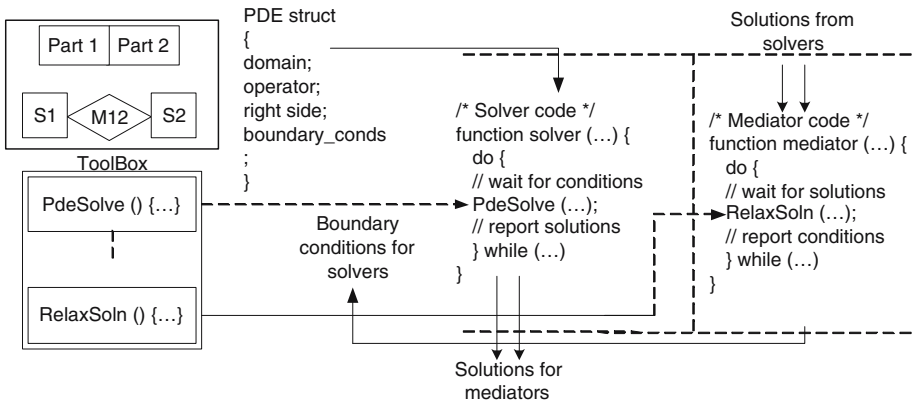 Part 1 Part 2
S1 M12 S2
ToolBox
PdeSolve () {...}
RelaxSoln () {...}
PDE struct
{
domain;
operator;
right side;
boundary_conds
;
}
Boundary
conditions for
solvers
/* Solver code */
function solver (...) {
do {
// wait for conditions
PdeSolve (...);
// report solutions
} while (...)
}
Solutions for
mediators
Solutions from
solvers
/* Mediator code */
function mediator (...) {
do {
// wait for solutions
RelaxSoln (...);
// report conditions
} while (...)
}